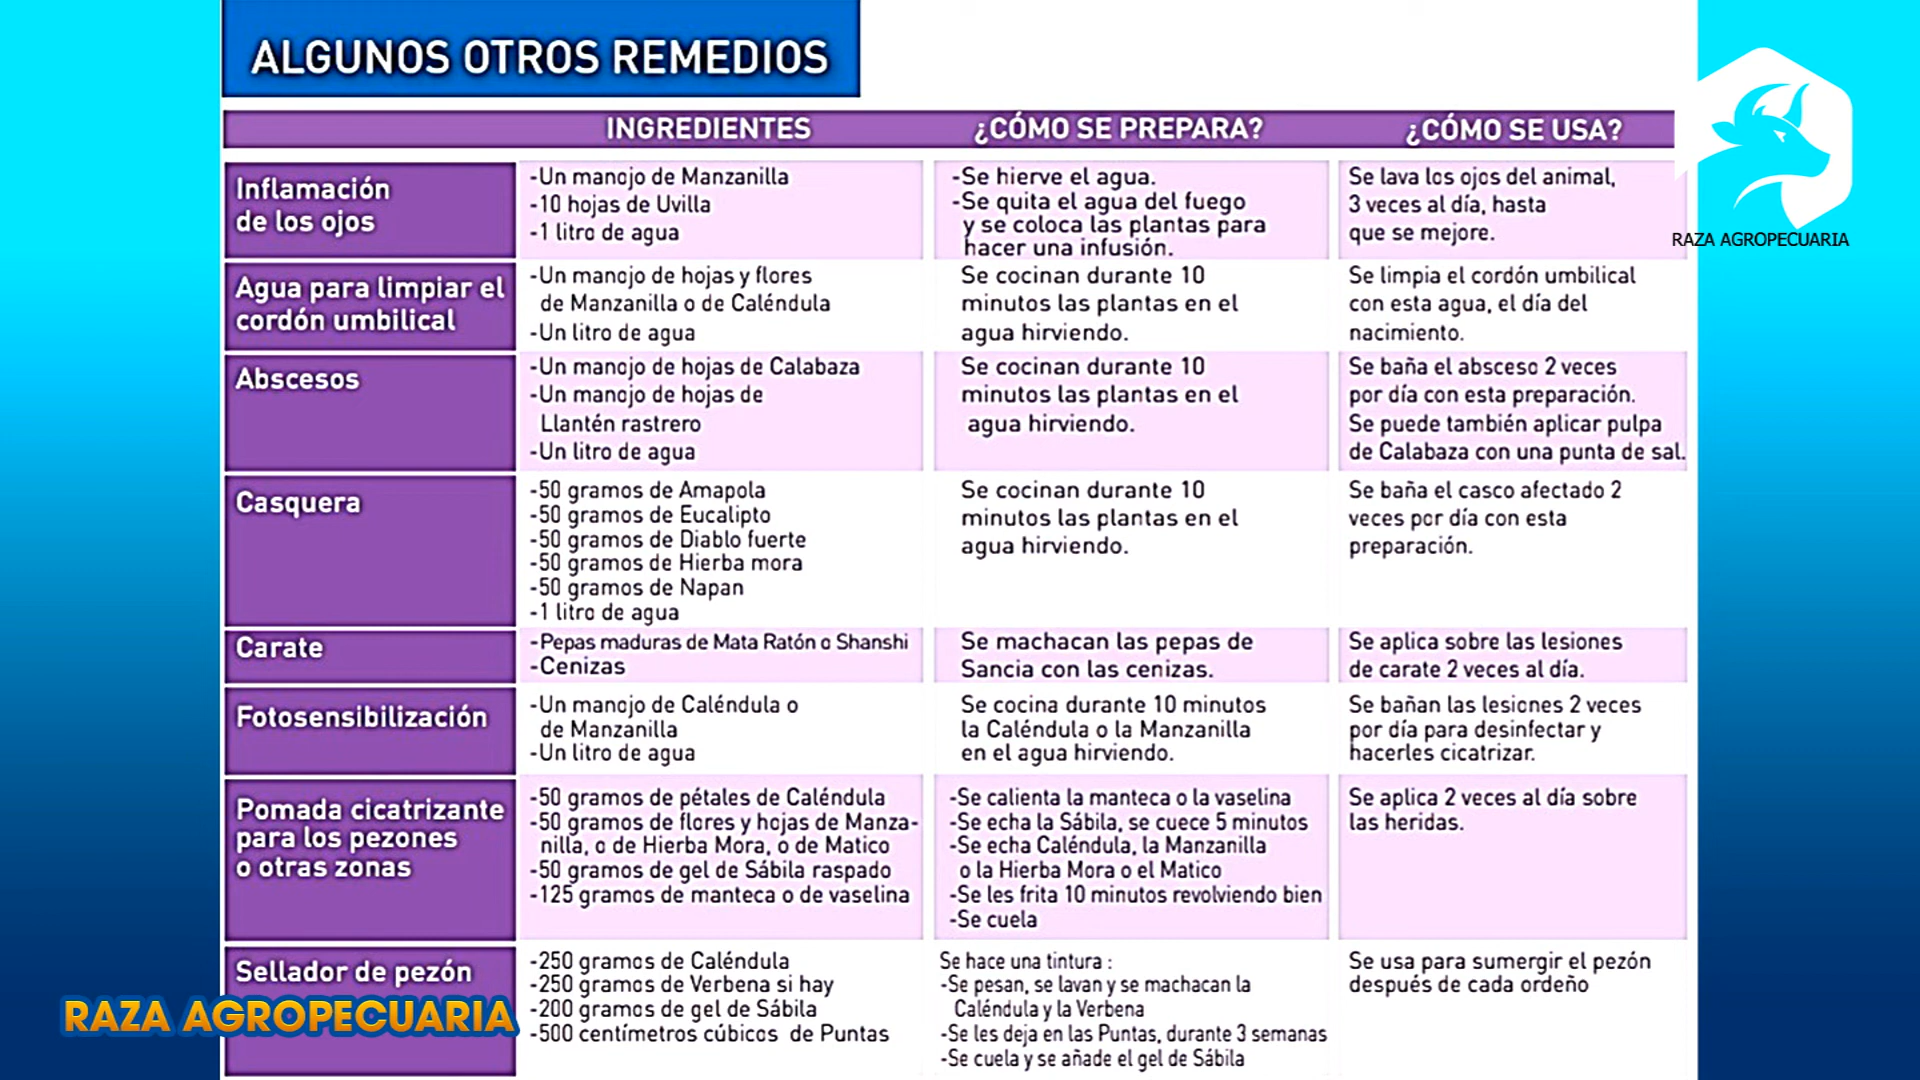 ALGUNOS OTROS REMEDIOS
INGREDIENTES
¿CÓMO SE PREPARA?
¿CÓMO SE USA?
Inflamación
de los ojos
-Un manojo de Manzanilla
-10 hojas de Uvilla
-1 litro de agua
-Se hierve el agua.
-Se quita el agua del fuego
y se coloca las plantas para
hacer una infusión.
Se lava los ojos del animal,
3 veces al día, hasta
que se mejore.
RAZA AGROPECUARIA
Agua para limpiar el
cordón umbilical
-Un manojo de hojas y flores
de Manzanilla o de Caléndula
-Un litro de agua
Se cocinan durante 10
minutos las plantas en el
agua hirviendo.
Se limpia el cordón umbilical
con esta agua, el día del
nacimiento.
Abscesos
-Un manojo de hojas de Calabaza
-Un manojo de hojas de
Llantén rastrero
-Un litro de agua
Se cocinan durante 10
minutos las plantas en el
agua hirviendo.
Se baña el absceso 2 veces
por día con esta preparación.
Se puede también aplicar pulpa
de Calabaza con una punta de sal.
Casquera
-50 gramos de Amapola
-50 gramos de Eucalipto
-50 gramos de Diablo fuerte
-50 gramos de Hierba mora
-50 gramos de Napan
-1 litro de agua
Se cocinan durante 10
minutos las plantas en el
agua hirviendo.
Se baña el casco afectado 2
veces por día con esta
preparación.
Carate
-Pepas maduras de Mata Ratón o Shanshi
-Cenizas
Se machacan las pepas de
Sancia con las cenizas.
Se aplica sobre las lesiones
de carate 2 veces al día.
Fotosensibilización
-Un manojo de Caléndula o
de Manzanilla
-Un litro de agua
Se cocina durante 10 minutos
la Caléndula o la Manzanilla
en el agua hirviendo.
Se bañan las lesiones 2 veces
por día para desinfectar y
hacerles cicatrizar.
Pomada cicatrizante
para los pezones
o otras zonas
-50 gramos de pétales de Caléndula
-50 gramos de flores y hojas de Manza-
nilla, o de Hierba Mora, o de Matico
-50 gramos de gel de Sábila raspado
-125 gramos de manteca o de vaselina
-Se calienta la manteca o la vaselina
-Se echa la Sábila, se cuece 5 minutos
-Se echa Caléndula, la Manzanilla
o la Hierba Mora o el Matico
-Se les frita 10 minutos revolviendo bien
-Se cuela
Se aplica 2 veces al día sobre
las heridas.
Sellador de pezón
-250 gramos de Caléndula
-250 gramos de Verbena si hay
-200 gramos de gel de Sábila
-500 centímetros cúbicos de Puntas
Se hace una tintura :
-Se pesan, se lavan y se machacan la
Caléndula y la Verbena
-Se les deja en las Puntas, durante 3 semanas
-Se cuela y se añade el gel de Sábila
Se usa para sumergir el pezón
después de cada ordeño
RAZA AGROPECUARIA